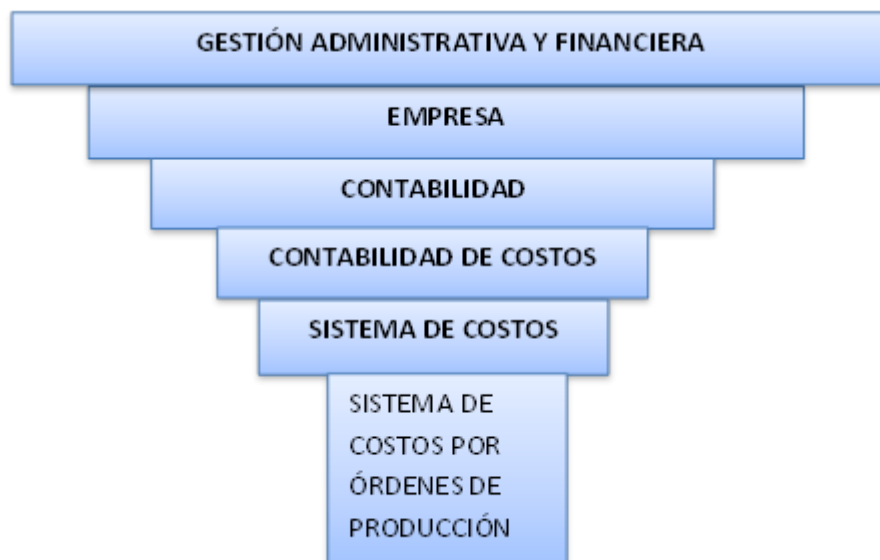 GESTIÓN ADMINISTRATIVA Y FINANCIERA
EMPRESA
CONTABILIDAD
CONTABILIDAD DE COSTOS
SISTEMA DE COSTOS
SISTEMA DE
COSTOS POR
ÓRDENES DE
PRODUCCIÓN